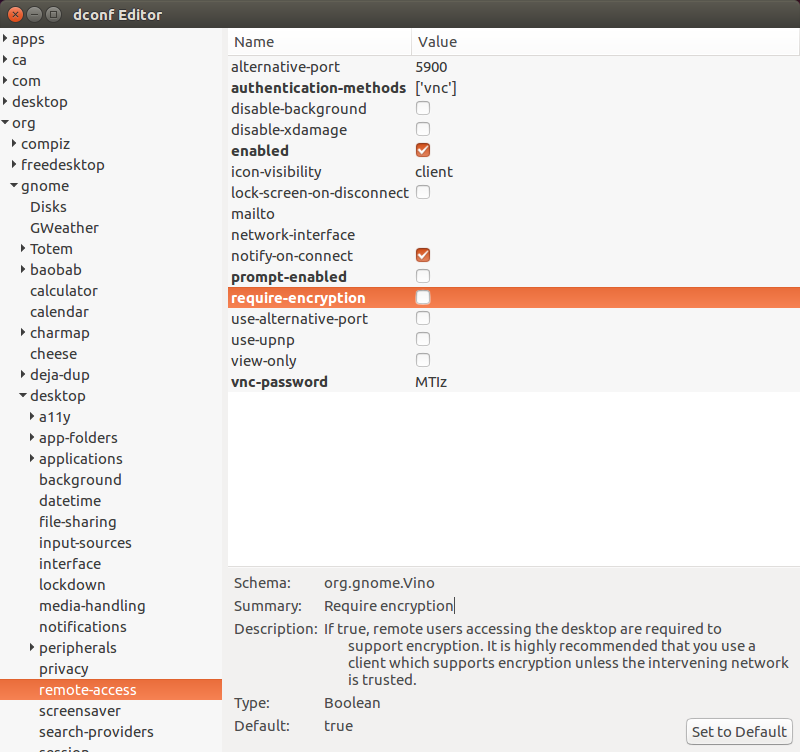 dconf Editor
apps
ca
com
desktop
org
compiz
freedesktop
gnome
Disks
GWeather
Totem
baobab
calculator
calendar
charmap
cheese
deja-dup
desktop
a11y
app-folders
applications
background
datetime
file-sharing
input-sources
interface
lockdown
media-handling
notifications
peripherals
privacy
remote-access
screensaver
search-providers
session
Name Value
alternative-port 5900
authentication-methods ['vnc']
disable-background
disable-xdamage
enabled
icon-visibility client
lock-screen-on-disconnect
mailto
network-interface
notify-on-connect
prompt-enabled
require-encryption
use-alternative-port
use-upnp
view-only
vnc-password MTIz
Schema: org.gnome.Vino
Summary: Require encryption
Description: If true, remote users accessing the desktop are required to
support encryption. It is highly recommended that you use a
client which supports encryption unless the intervening network
is trusted.
Type: Boolean
Default: true
Set to Default